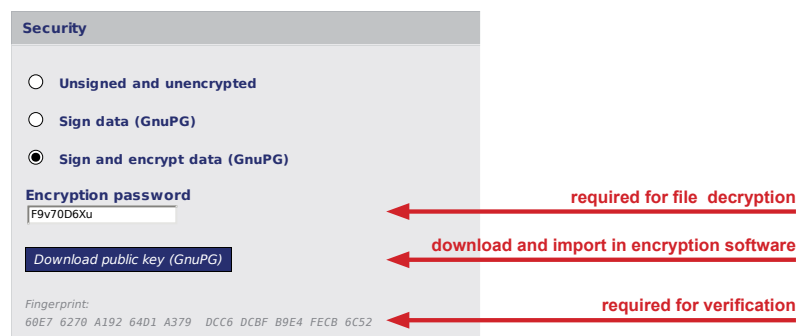 Security
Unsigned and unencrypted
Sign data (GnuPG)
Sign and encrypt data (GnuPG)
Encryption password
F9v70D6Xu
required for file decryption
Download public key (GnuPG)
download and import in encryption software
Fingerprint:
60E7 6270 A192 64D1 A379 DCC6 DCBF B9E4 FECB 6C52
required for verification